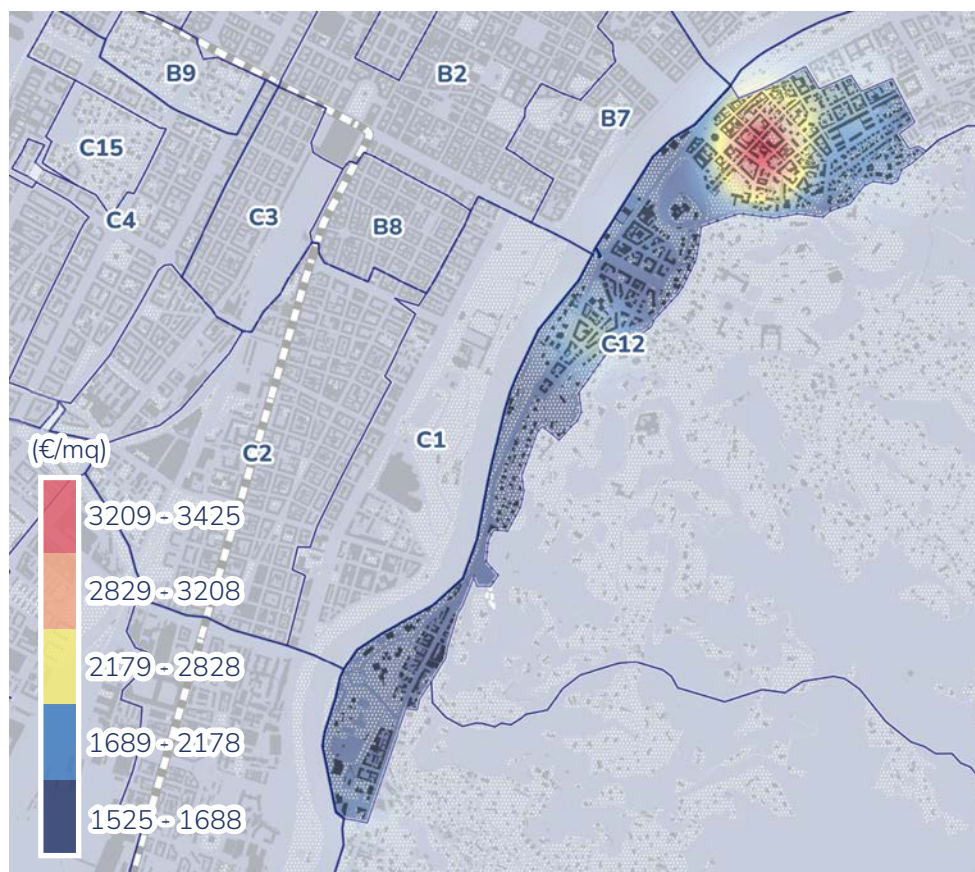 B9
B2
B7
C15
C4
C3
B8
C12
C1
C2
(€/mq)
3209 - 3425
2829 - 3208
2179 - 2828
1689 - 2178
1525 - 1688